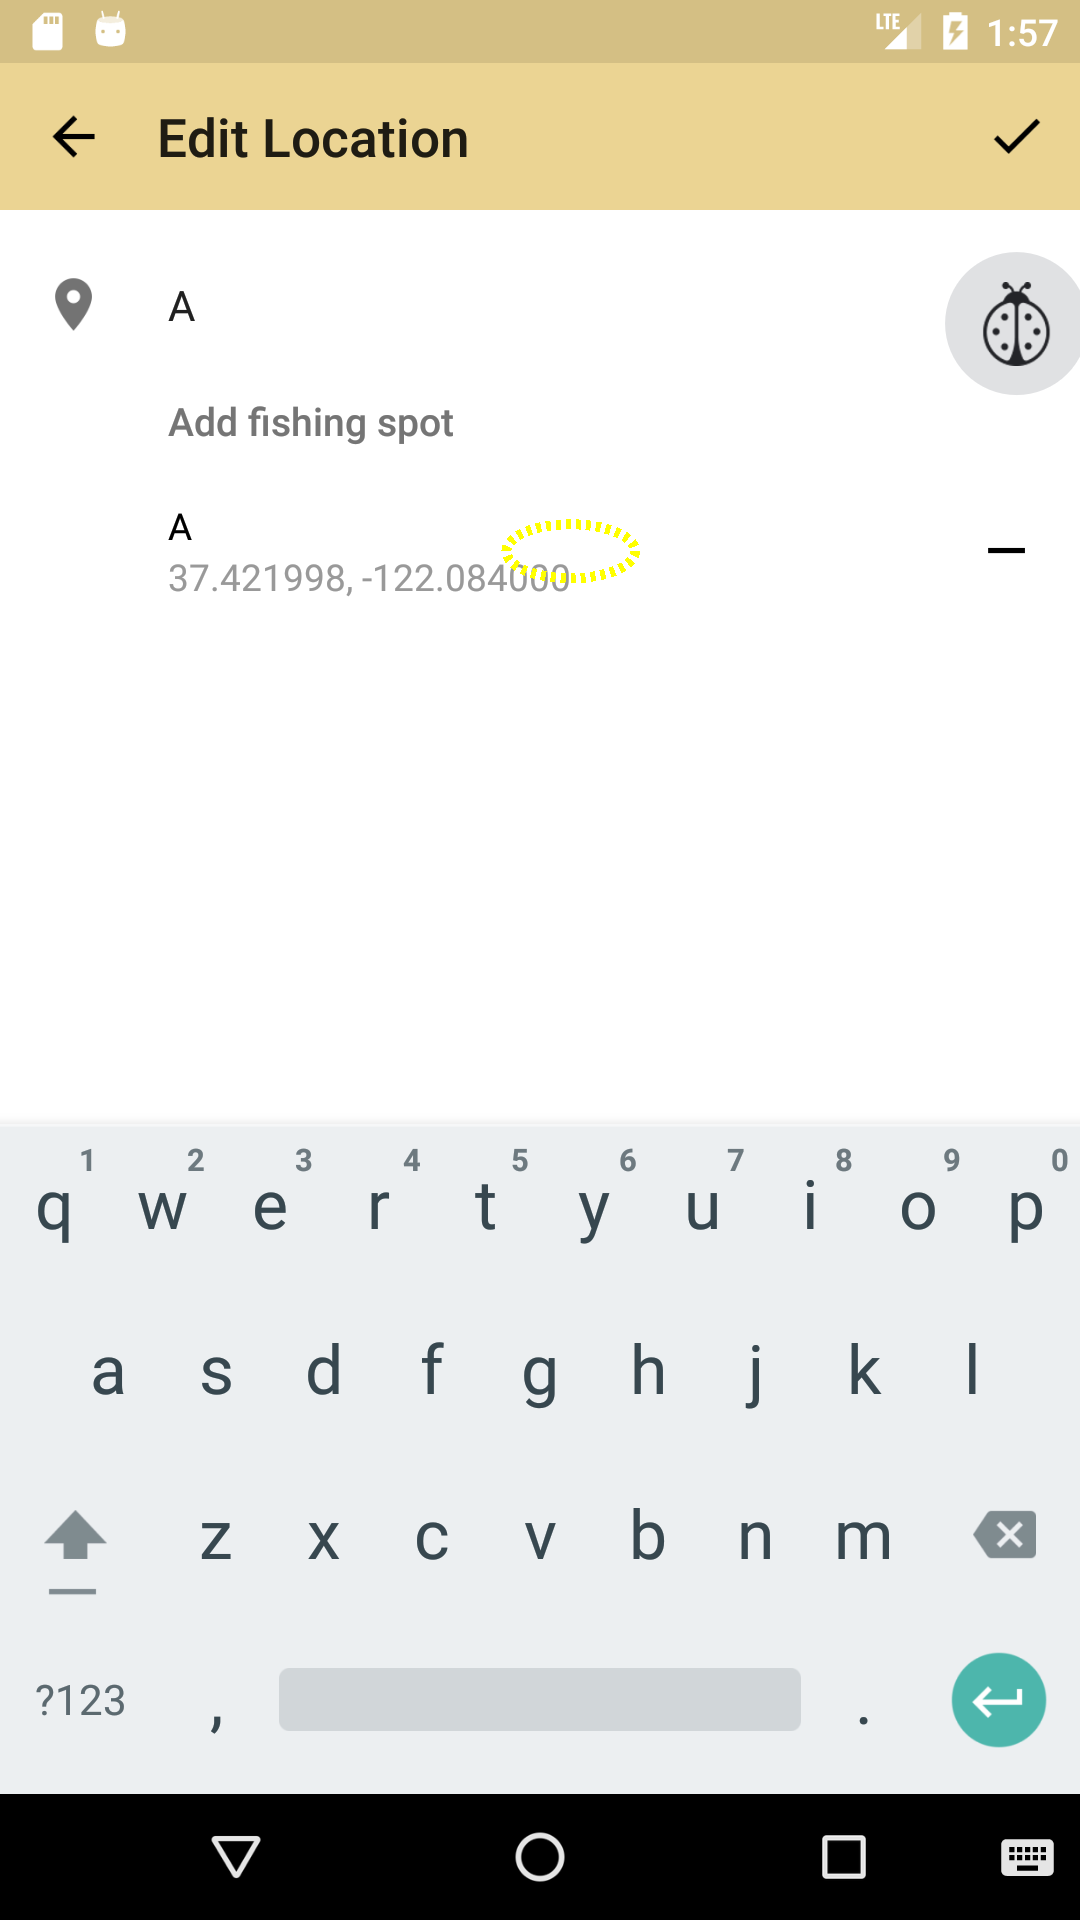 LTE 1:57
Edit Location
A
Add fishing spot
A
37.421998, -122.084000
1 2 3 4 5 6 7 8 9 0
q w e r t y u i o p
a s d f g h j k l
z x c v b n m
?123 , .